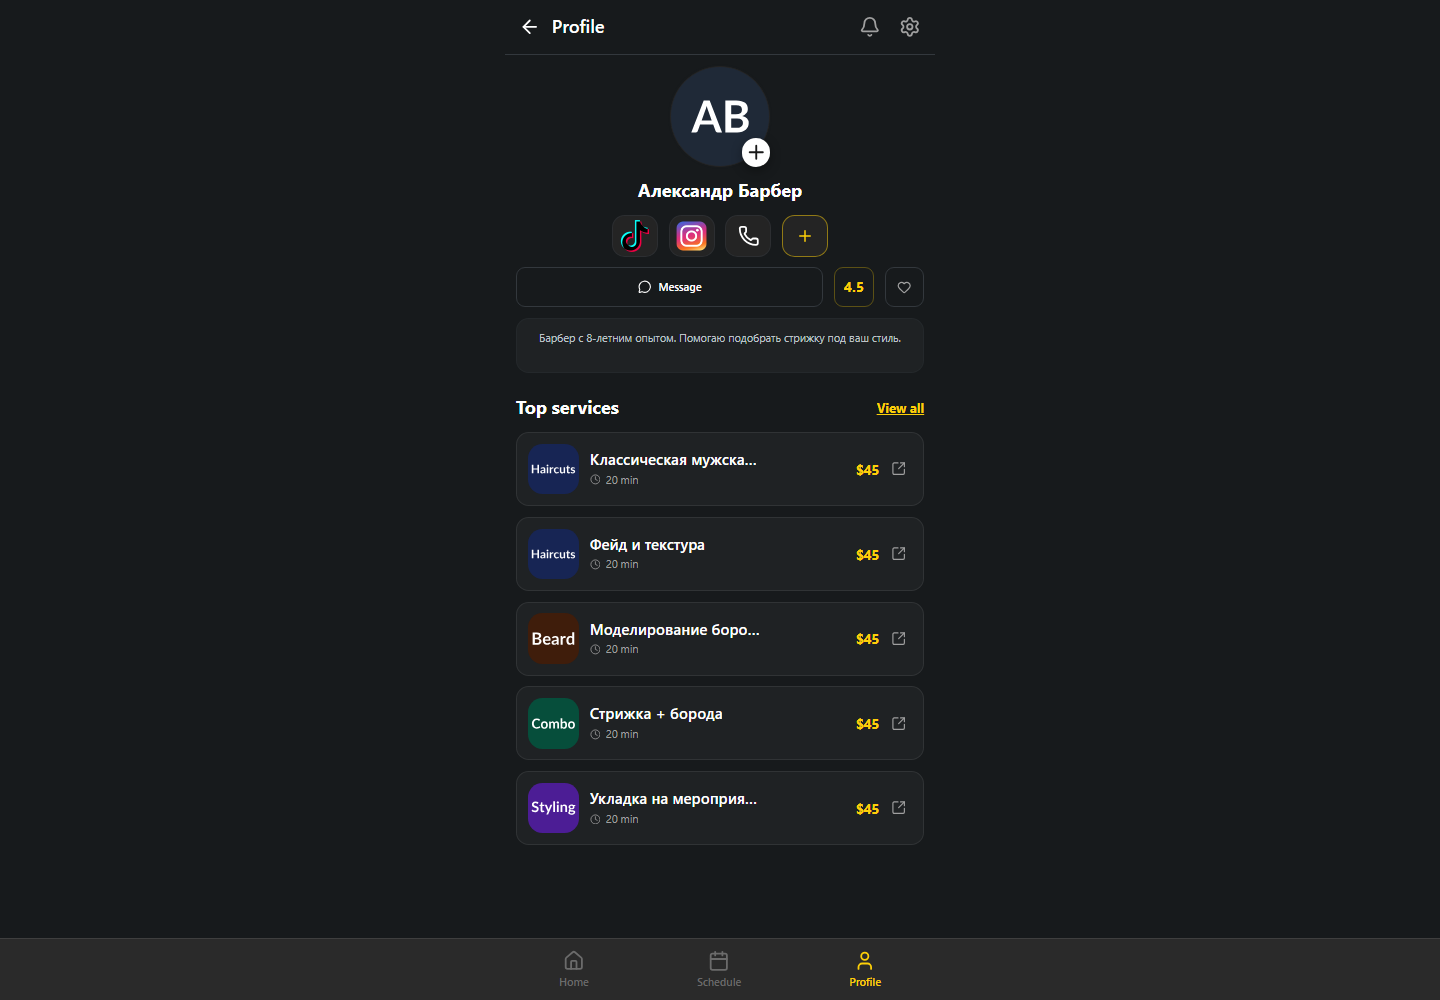 Profile
AB
Александр Барбер
Message
4.5
Барбер с 8-летним опытом. Помогаю подобрать стрижку под ваш стиль.
Top services
View all
Haircuts
Классическая мужска...
20 min
$45
Haircuts
Фейд и текстура
20 min
$45
Beard
Моделирование боро...
20 min
$45
Combo
Стрижка + борода
20 min
$45
Styling
Укладка на мероприя...
20 min
$45
Home
Schedule
Profile